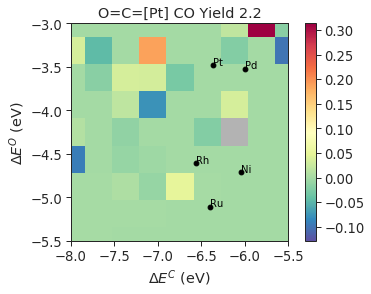 O=C=[Pt] CO Yield 2.2
−3.0
−3.5
−4.0
−4.5
−5.0
−5.5
ΔE^O (eV)
Pt
Pd
Rh
Ni
Ru
−8.0 −7.5 −7.0 −6.5 −6.0 −5.5
ΔE^C (eV)
0.30
0.25
0.20
0.15
0.10
0.05
0.00
−0.05
−0.10